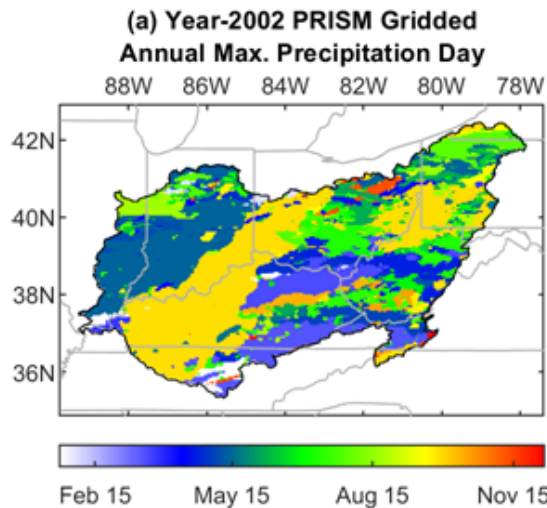 (a) Year-2002 PRISM Gridded
Annual Max. Precipitation Day
88W 86W 84W 82W 80W 78W
42N
40N
38N
36N
Feb 15 May 15 Aug 15 Nov 15